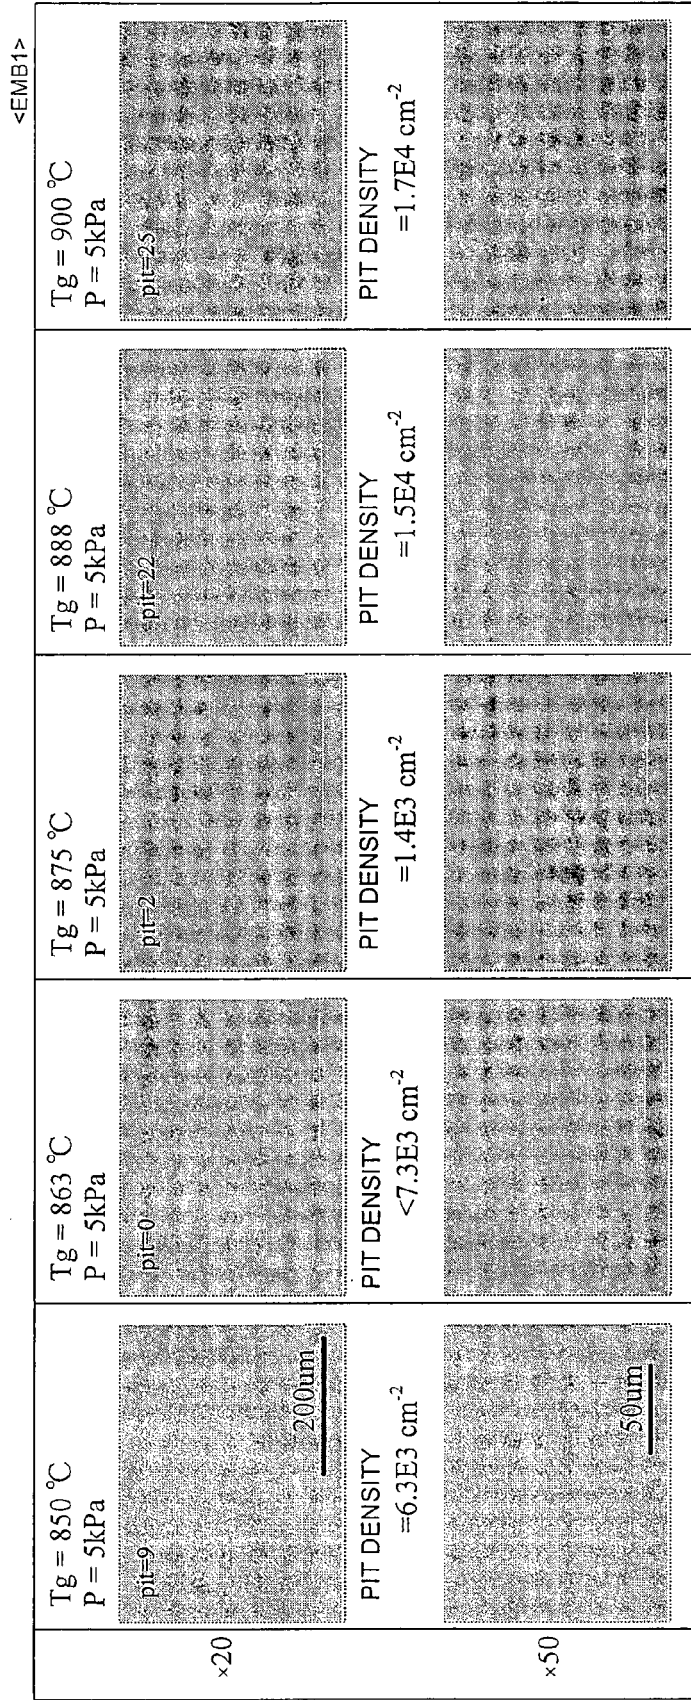 <EMB1>
Tg = 850 ℃
P = 5kPa
Tg = 863 ℃
P = 5kPa
Tg = 875 ℃
P = 5kPa
Tg = 888 ℃
P = 5kPa
Tg = 900 ℃
P = 5kPa
×20
pit=9
200um
pit=0
pit=2
pit=22
pit=25
PIT DENSITY
=6.3E3 cm⁻²
PIT DENSITY
<7.3E3 cm⁻²
PIT DENSITY
=1.4E3 cm⁻²
PIT DENSITY
=1.5E4 cm⁻²
PIT DENSITY
=1.7E4 cm⁻²
×50
50um